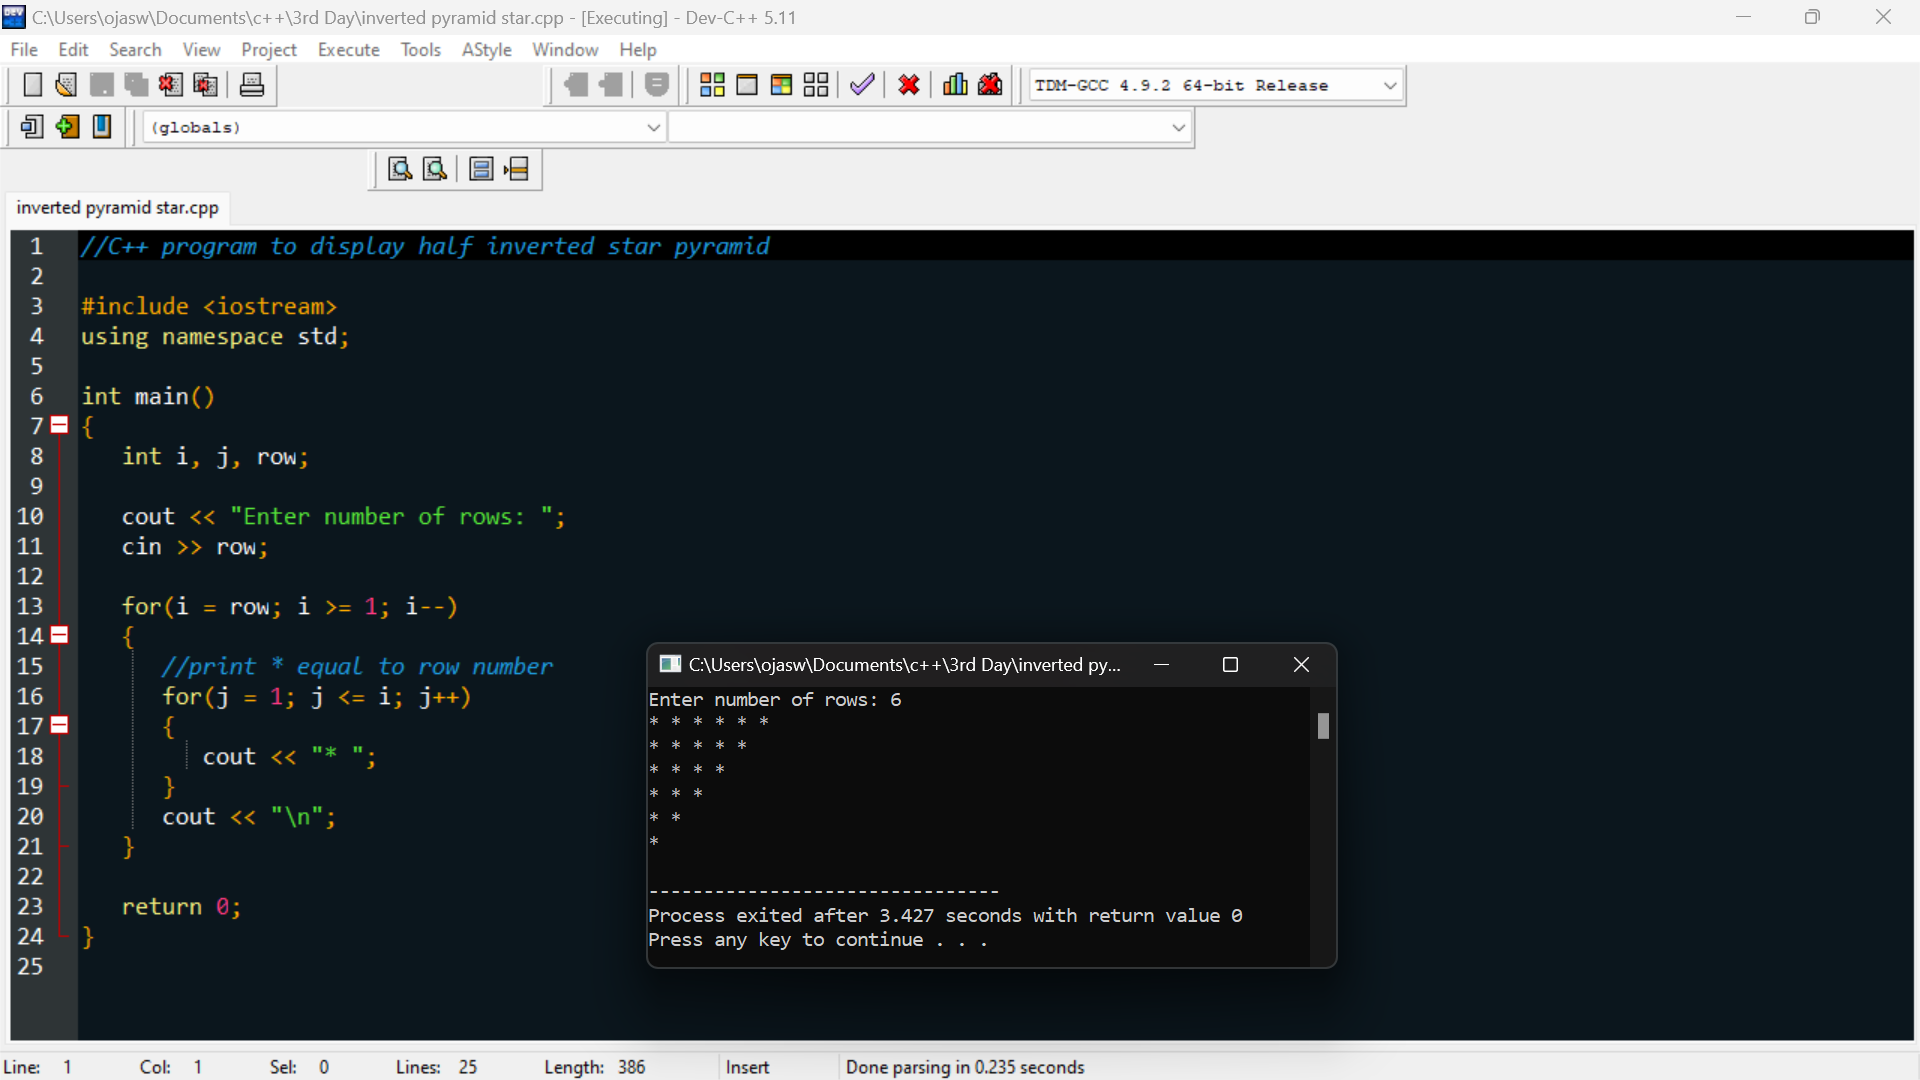 C:\Users\ojasw\Documents\c++\3rd Day\inverted pyramid star.cpp - [Executing] - Dev-C++ 5.11
File Edit Search View Project Execute Tools AStyle Window Help
TDM-GCC 4.9.2 64-bit Release
(globals)
inverted pyramid star.cpp
1 //C++ program to display half inverted star pyramid
2
3 #include <iostream>
4 using namespace std;
5
6 int main()
7 {
8 int i, j, row;
9
10 cout << "Enter number of rows: ";
11 cin >> row;
12
13 for(i = row; i >= 1; i--)
14 {
15 //print * equal to row number
16 for(j = 1; j <= i; j++)
17 {
18 cout << "* ";
19 }
20 cout << "\n";
21 }
22
23 return 0;
24 }
25
C:\Users\ojasw\Documents\c++\3rd Day\inverted py...
Enter number of rows: 6
* * * * * *
* * * * *
* * * *
* * *
* *
*
--------------------------------
Process exited after 3.427 seconds with return value 0
Press any key to continue . . .
Line: 1 Col: 1 Sel: 0 Lines: 25 Length: 386 Insert Done parsing in 0.235 seconds